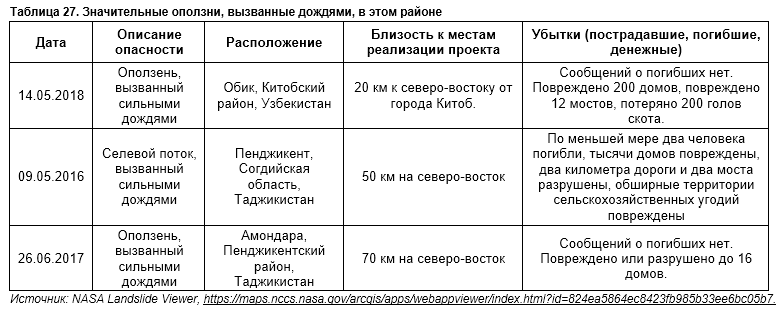 Таблица 27. Значительные оползни, вызванные дождями, в этом районе
Дата
Описание
опасности
Расположение
Близость к местам
реализации проекта
Убытки (пострадавшие, погибшие,
денежные)
14.05.2018
Оползень,
вызванный
сильными
дождями
Обик, Китобский
район, Узбекистан
20 км к северо-востоку от
города Китоб.
Сообщений о погибших нет.
Повреждено 200 домов, повреждено
12 мостов, потеряно 200 голов
скота.
09.05.2016
Селевой поток,
вызванный
сильными
дождями
Пенджикент,
Согдийская
область,
Таджикистан
50 км на северо-восток
По меньшей мере два человека
погибли, тысячи домов повреждены,
два километра дороги и два моста
разрушены, обширные территории
сельскохозяйственных угодий
повреждены
26.06.2017
Оползень,
вызванный
сильными
дождями
Амондара,
Пенджикентский
район,
Таджикистан
70 км на северо-восток
Сообщений о погибших нет.
Повреждено или разрушено до 16
домов.
Источник: NASA Landslide Viewer, https://maps.nccs.nasa.gov/arcgis/apps/webappviewer/index.html?id=824ea5864ec8423fb985b33ee6bc05b7.